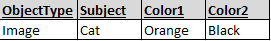 ObjectType Subject Color1 Color2
Image Cat Orange Black